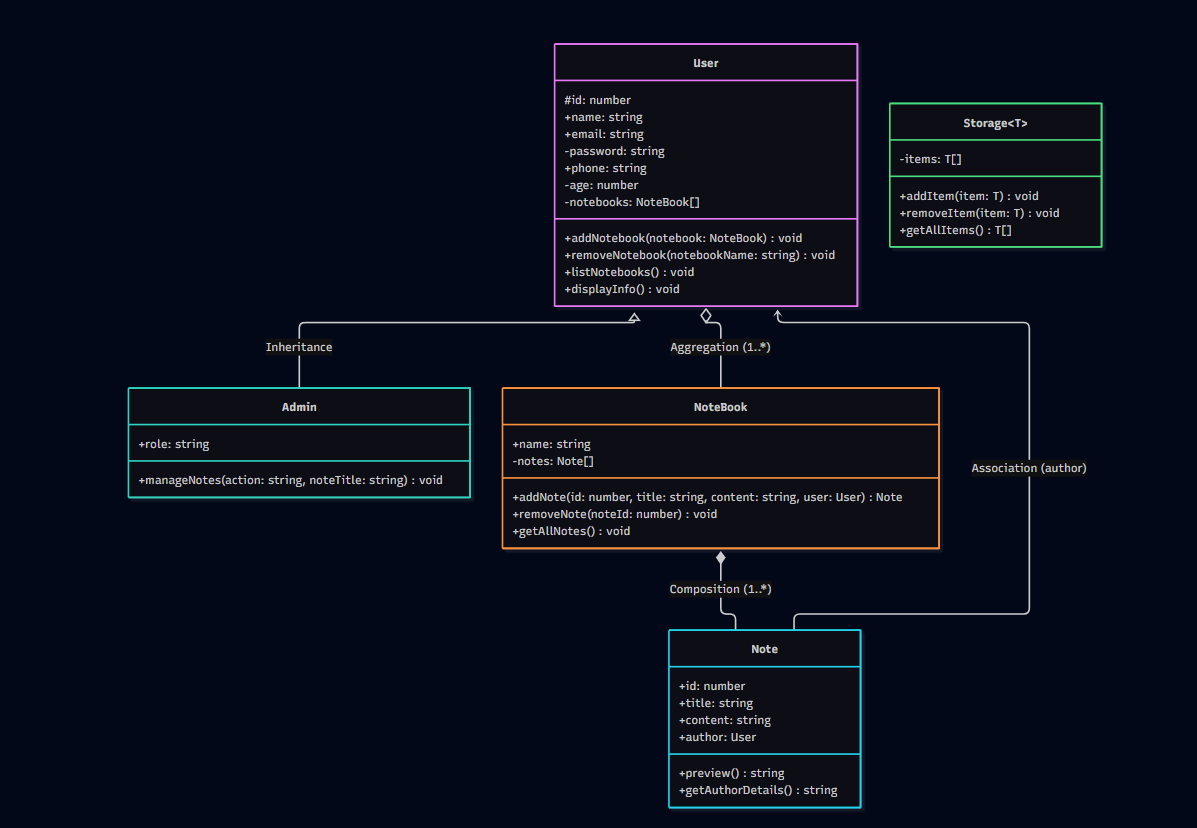 User
#id: number
+name: string
+email: string
-password: string
+phone: string
-age: number
-notebooks: NoteBook[]
+addNotebook(notebook: NoteBook) : void
+removeNotebook(notebookName: string) : void
+listNotebooks() : void
+displayInfo() : void
Storage<T>
-items: T[]
+addItem(item: T) : void
+removeItem(item: T) : void
+getAllItems() : T[]
Inheritance
Aggregation (1..*)
Admin
+role: string
+manageNotes(action: string, noteTitle: string) : void
NoteBook
+name: string
-notes: Note[]
+addNote(id: number, title: string, content: string, user: User) : Note
+removeNote(noteId: number) : void
+getAllNotes() : void
Association (author)
Composition (1..*)
Note
+id: number
+title: string
+content: string
+author: User
+preview() : string
+getAuthorDetails() : string